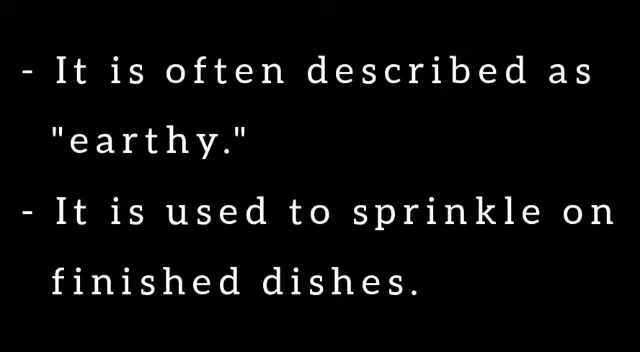 - It is often described as
"earthy."
- It is used to sprinkle on
finished dishes.